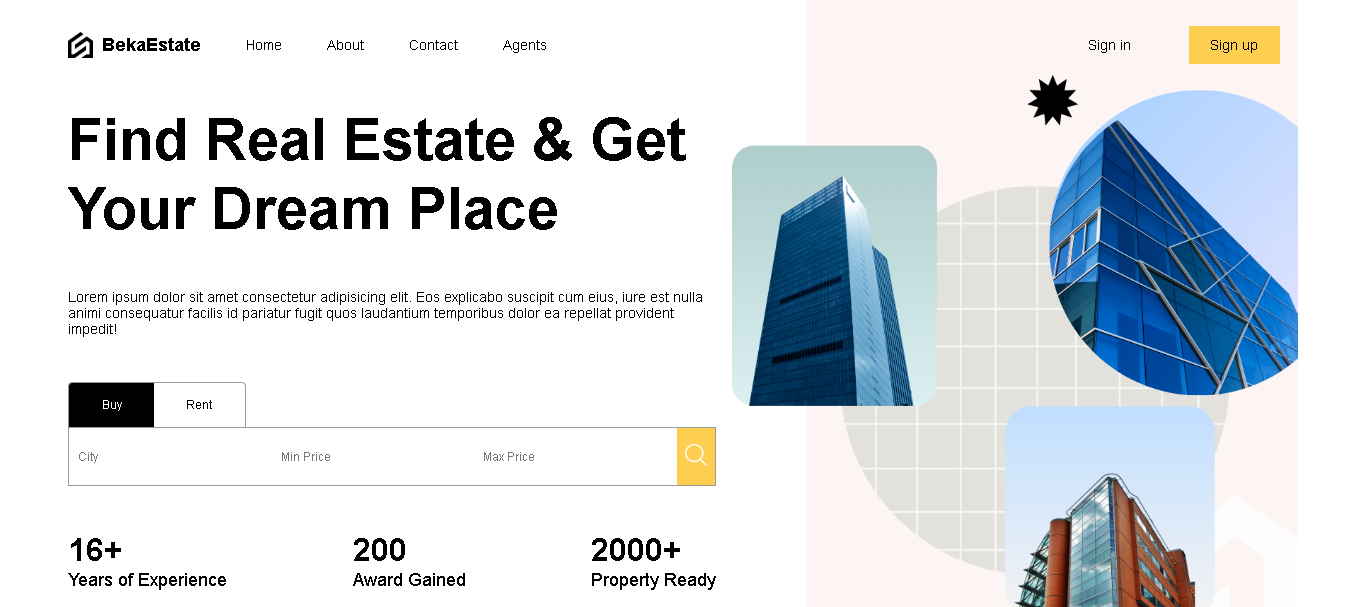 BekaEstate
Home
About
Contact
Agents
Sign in
Sign up
Find Real Estate & Get
Your Dream Place
Lorem ipsum dolor sit amet consectetur adipisicing elit. Eos explicabo suscipit cum eius, iure est nulla
animi consequatur facilis id pariatur fugit quos laudantium temporibus dolor ea repellat provident
impedit!
Buy
Rent
City
Min Price
Max Price
16+
Years of Experience
200
Award Gained
2000+
Property Ready